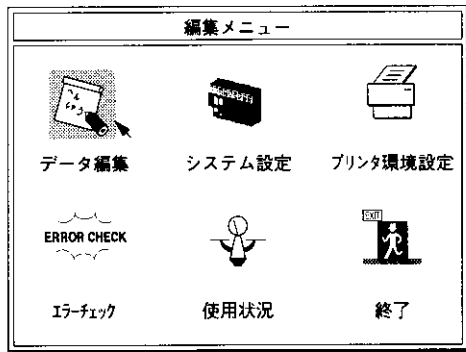 編集メニュー
データ編集
システム設定
プリンタ環境設定
ERROR CHECK
EXIT
エラーチェック
使用状況
終了